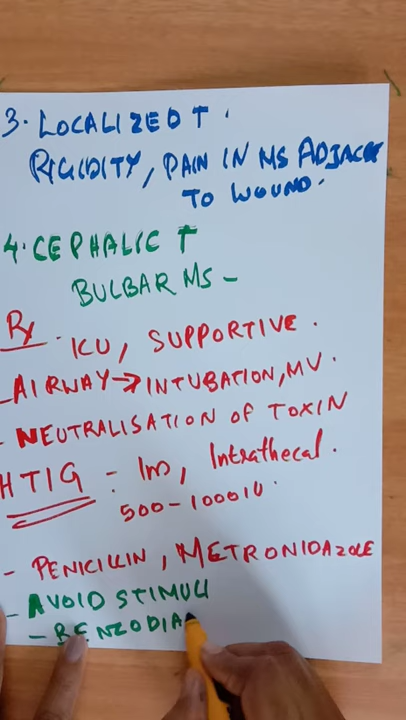 3. LOCALIZED T.
RIGIDITY, PAIN IN MS ADJACE
TO WOUND.
4. CEPHALIC T
BULBAR MS -
Rx
- ICU, SUPPORTIVE.
- AIRWAY → INTUBATION, MV.
- NEUTRALISATION OF TOXIN
HTIG - Im, Intrathecal.
500-1000 IU.
- PENICILLIN, METRONIDAZOLE
- AVOID STIMULI
- BENZODIA